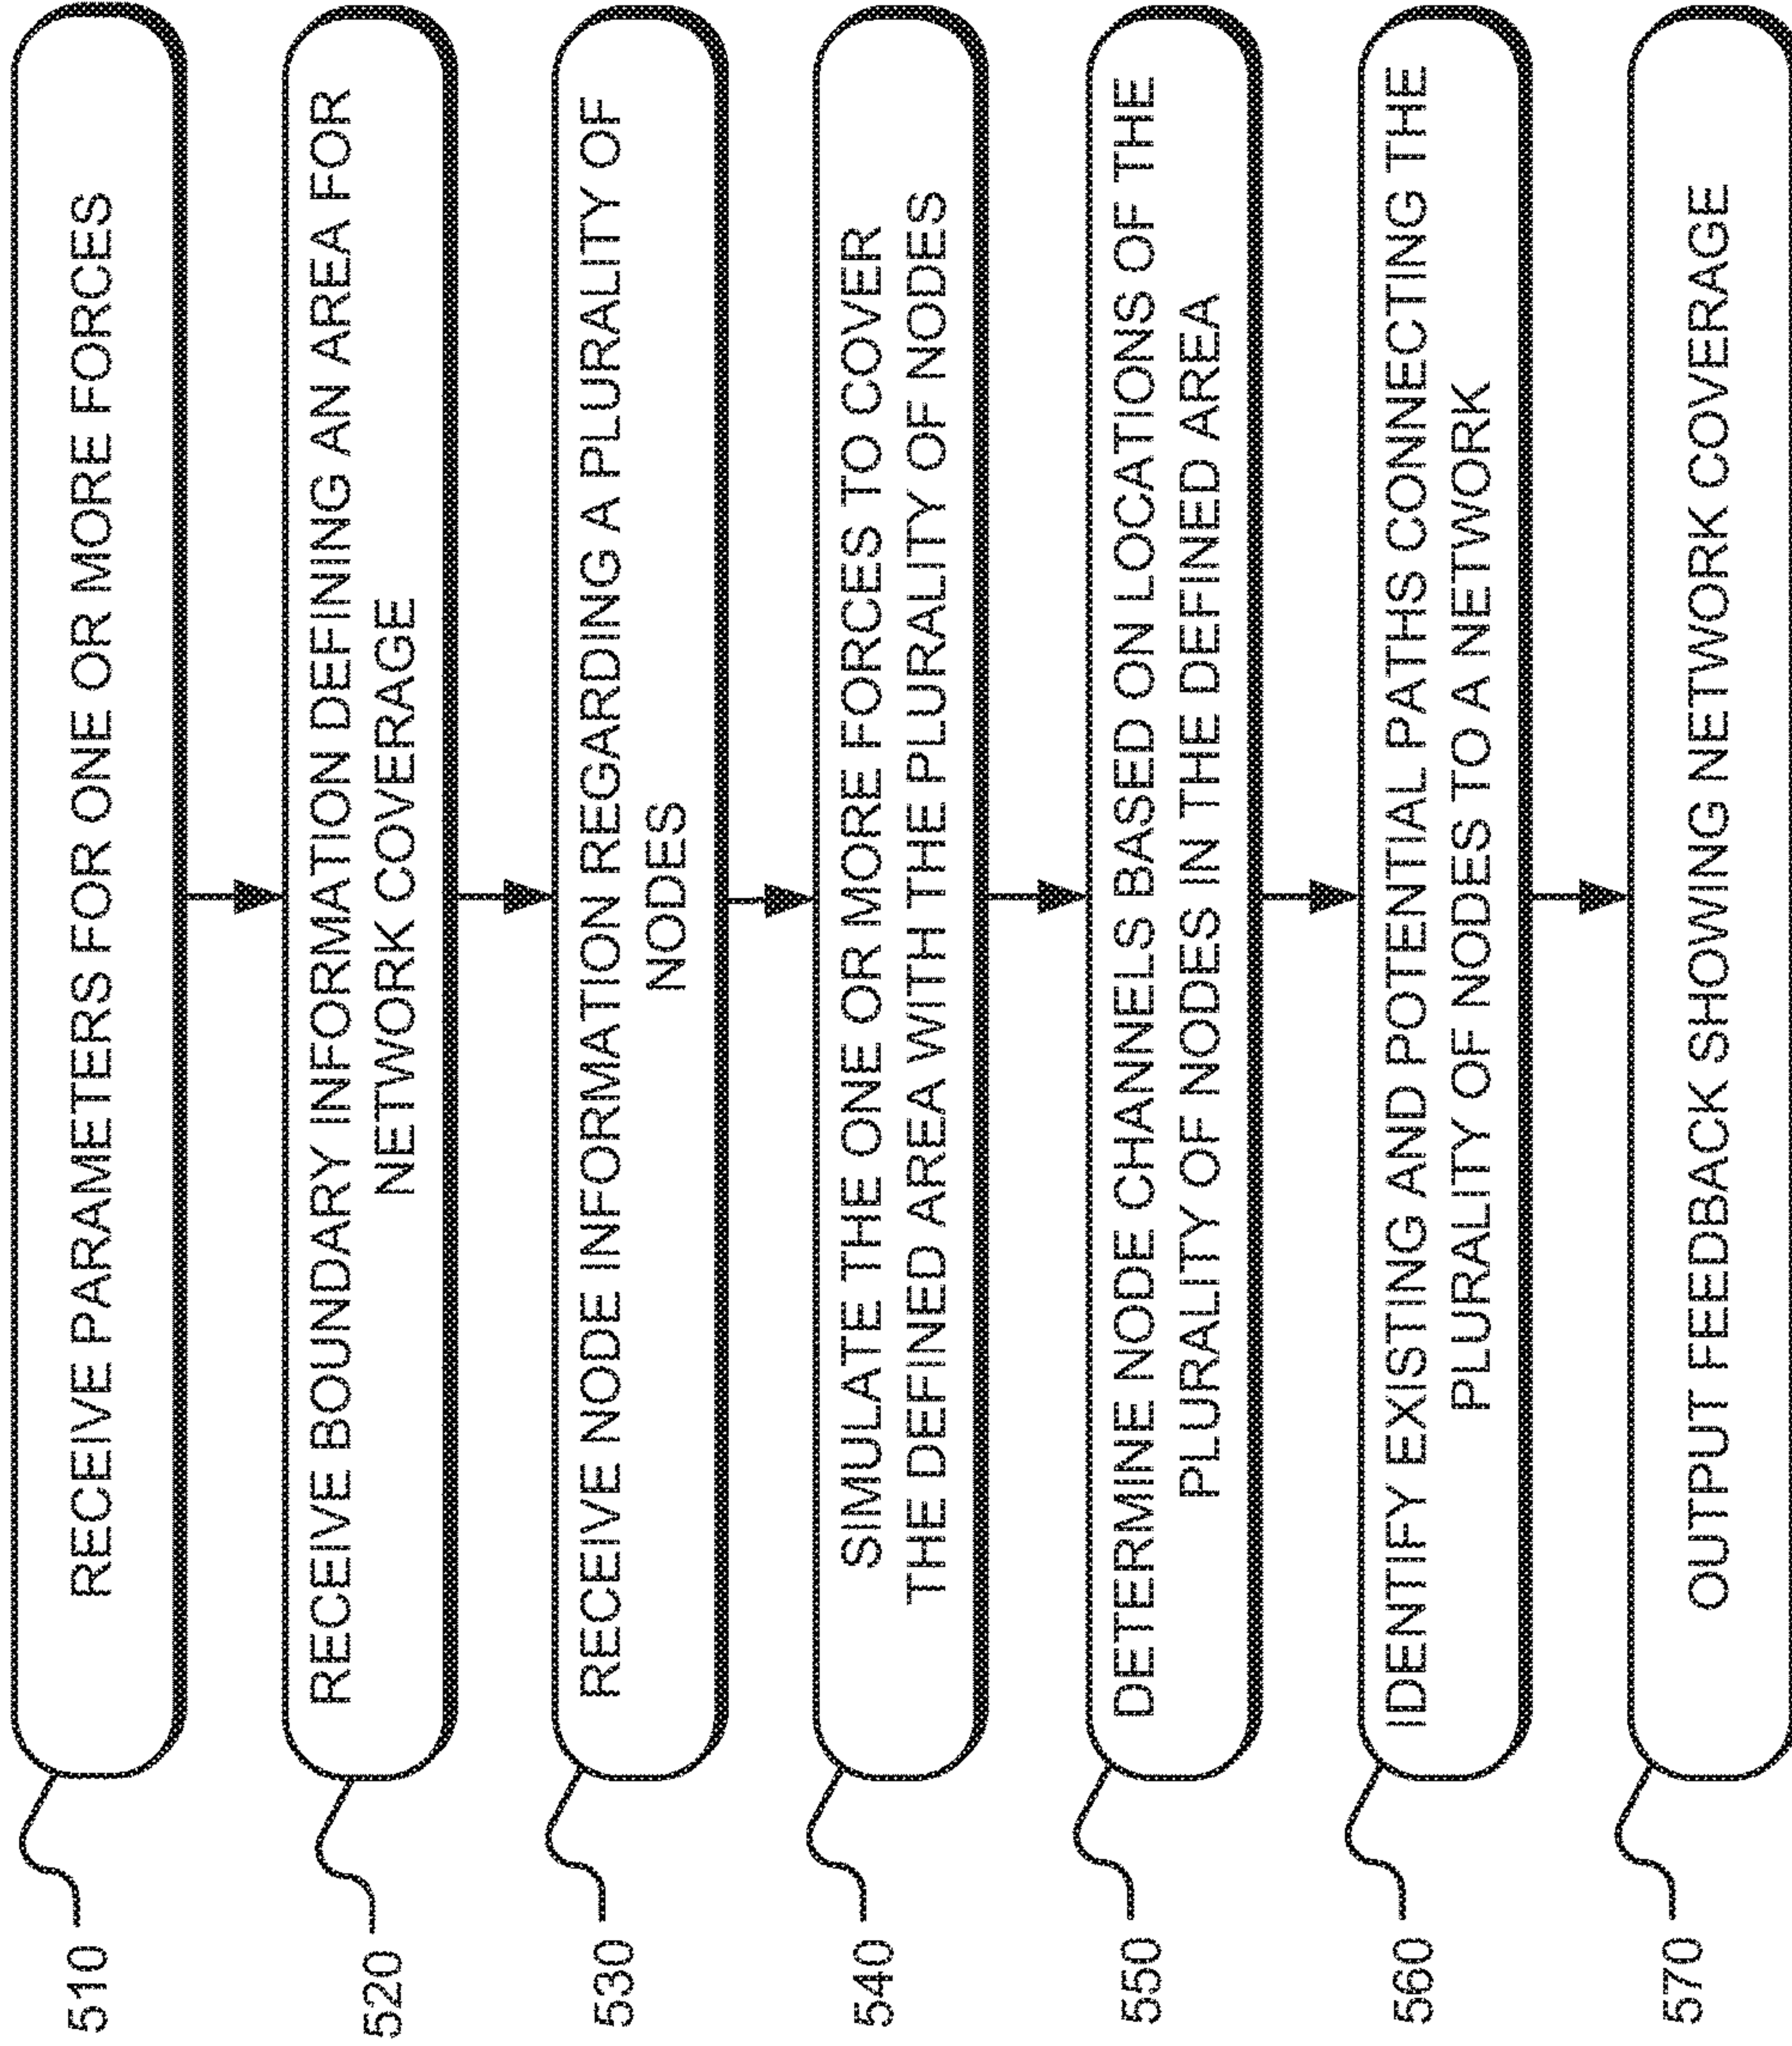 510
RECEIVE PARAMETERS FOR ONE OR MORE FORCES
520
RECEIVE BOUNDARY INFORMATION DEFINING AN AREA FOR
NETWORK COVERAGE
530
RECEIVE NODE INFORMATION REGARDING A PLURALITY OF
NODES
540
SIMULATE THE ONE OR MORE FORCES TO COVER
THE DEFINED AREA WITH THE PLURALITY OF NODES
550
DETERMINE NODE CHANNELS BASED ON LOCATIONS OF THE
PLURALITY OF NODES IN THE DEFINED AREA
560
IDENTIFY EXISTING AND POTENTIAL PATHS CONNECTING THE
PLURALITY OF NODES TO A NETWORK
570
OUTPUT FEEDBACK SHOWING NETWORK COVERAGE